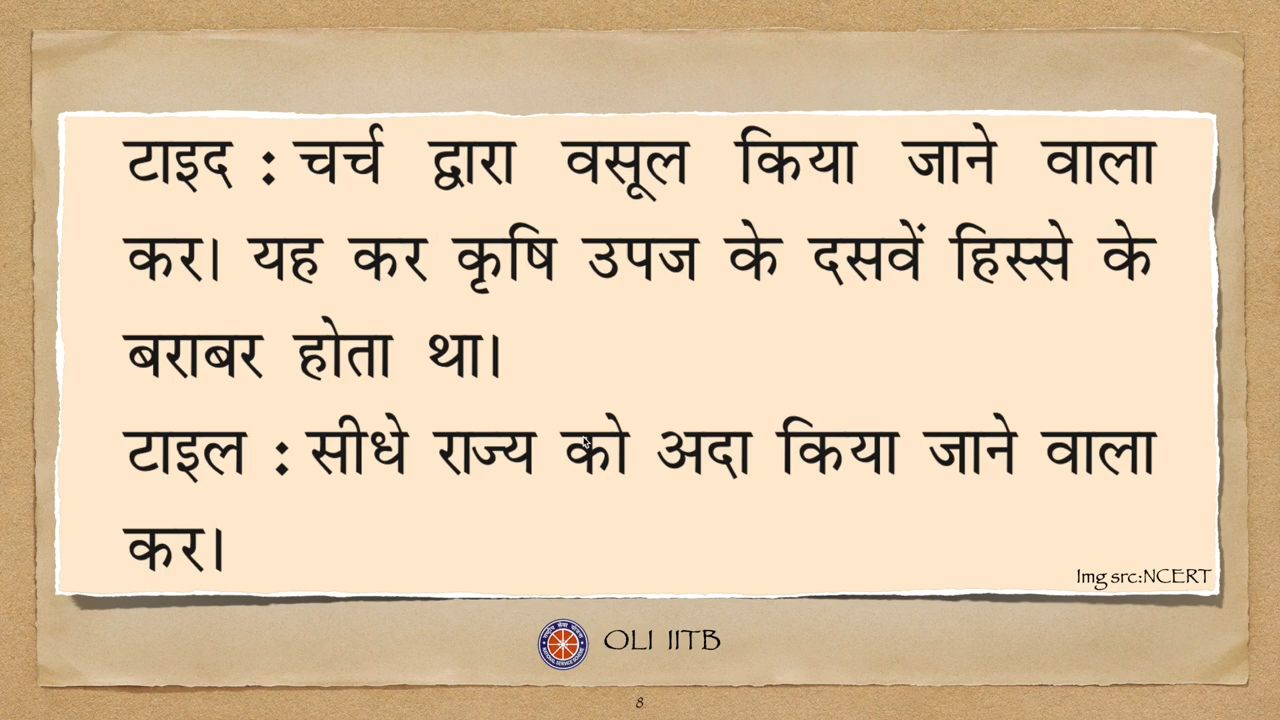 टाइद : चर्च द्वारा वसूल किया जाने वाला
कर। यह कर कृषि उपज के दसवें हिस्से के
बराबर होता था।
टाइल : सीधे राज्य को अदा किया जाने वाला
कर।
Img src:NCERT
OLI IITB
8